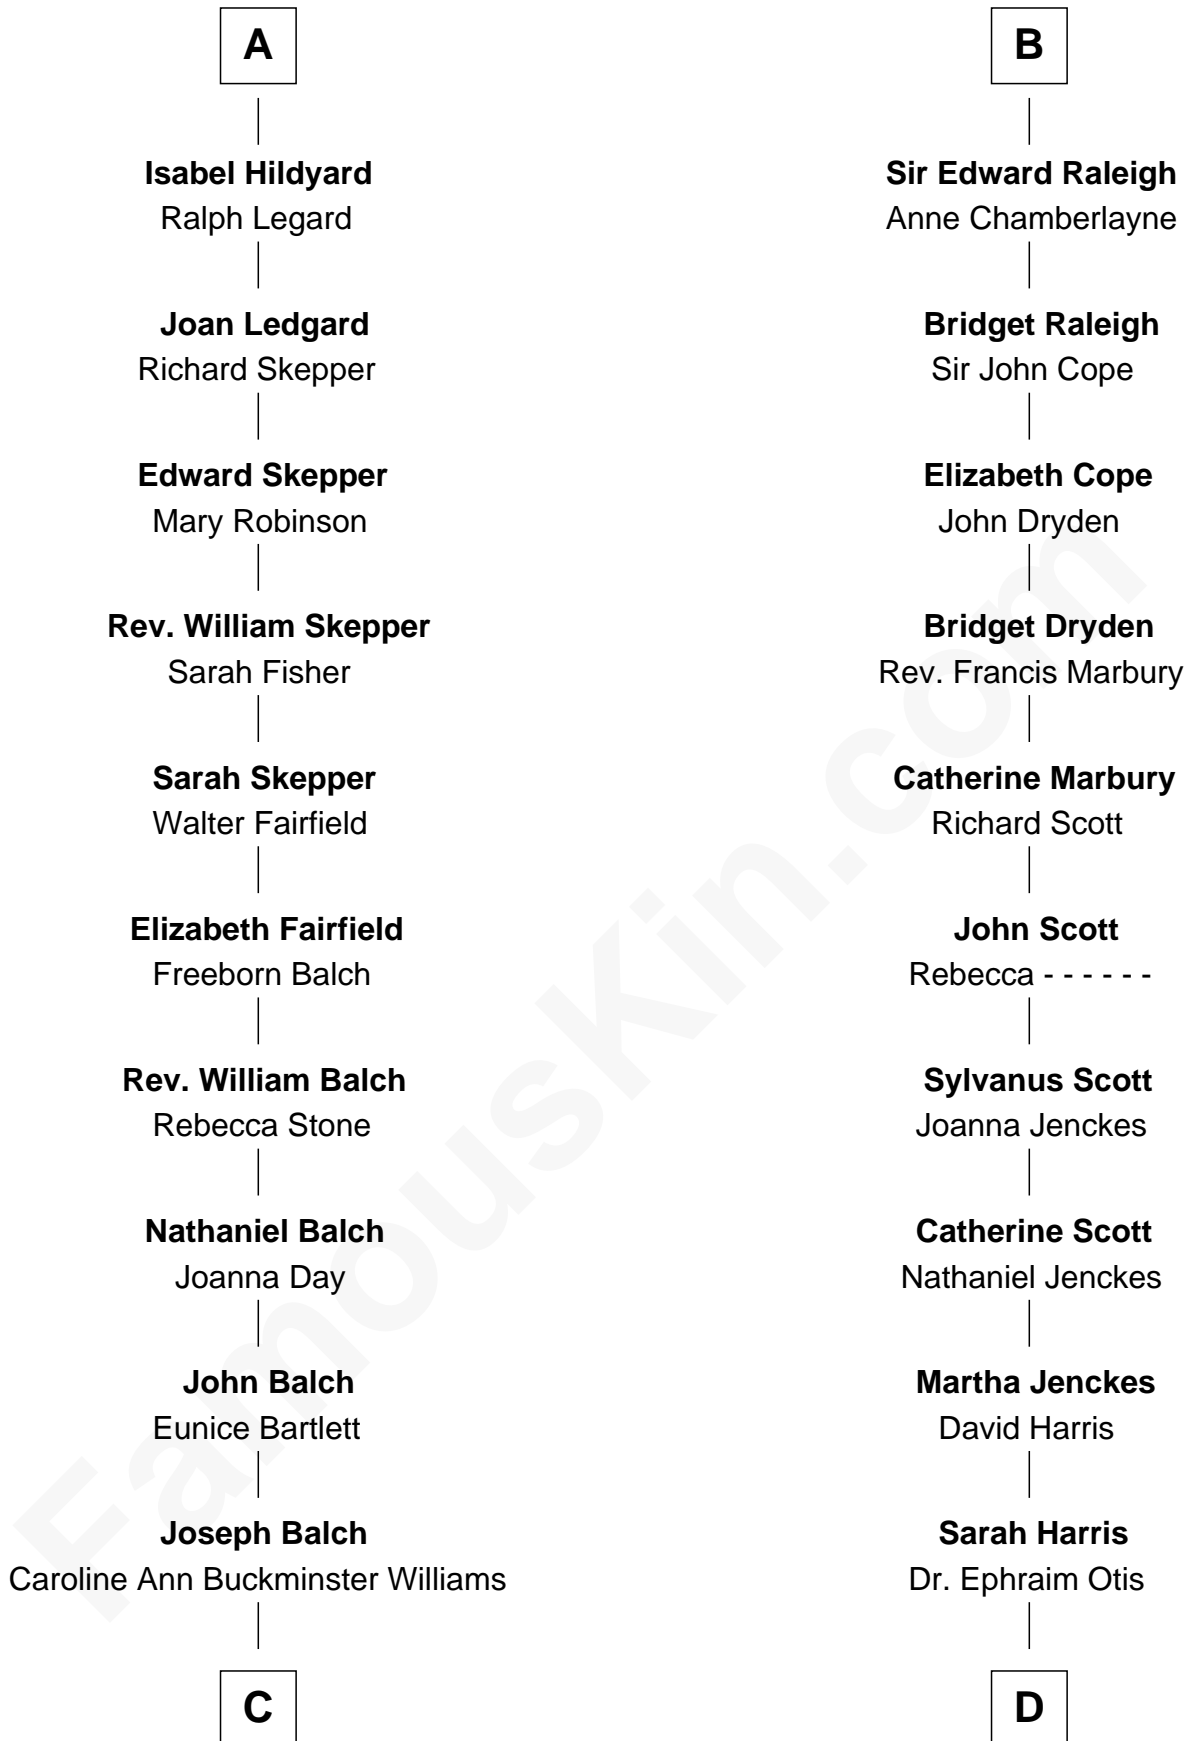 A
Isabel Hildyard
Ralph Legard
Joan Ledgard
Richard Skepper
Edward Skepper
Mary Robinson
Rev. William Skepper
Sarah Fisher
Sarah Skepper
Walter Fairfield
Elizabeth Fairfield
Freeborn Balch
Rev. William Balch
Rebecca Stone
Nathaniel Balch
Joanna Day
John Balch
Eunice Bartlett
Joseph Balch
Caroline Ann Buckminster Williams
C
B
Sir Edward Raleigh
Anne Chamberlayne
Bridget Raleigh
Sir John Cope
Elizabeth Cope
John Dryden
Bridget Dryden
Rev. Francis Marbury
Catherine Marbury
Richard Scott
John Scott
Rebecca - - - - - -
Sylvanus Scott
Joanna Jenckes
Catherine Scott
Nathaniel Jenckes
Martha Jenckes
David Harris
Sarah Harris
Dr. Ephraim Otis
D
FamousKin.com